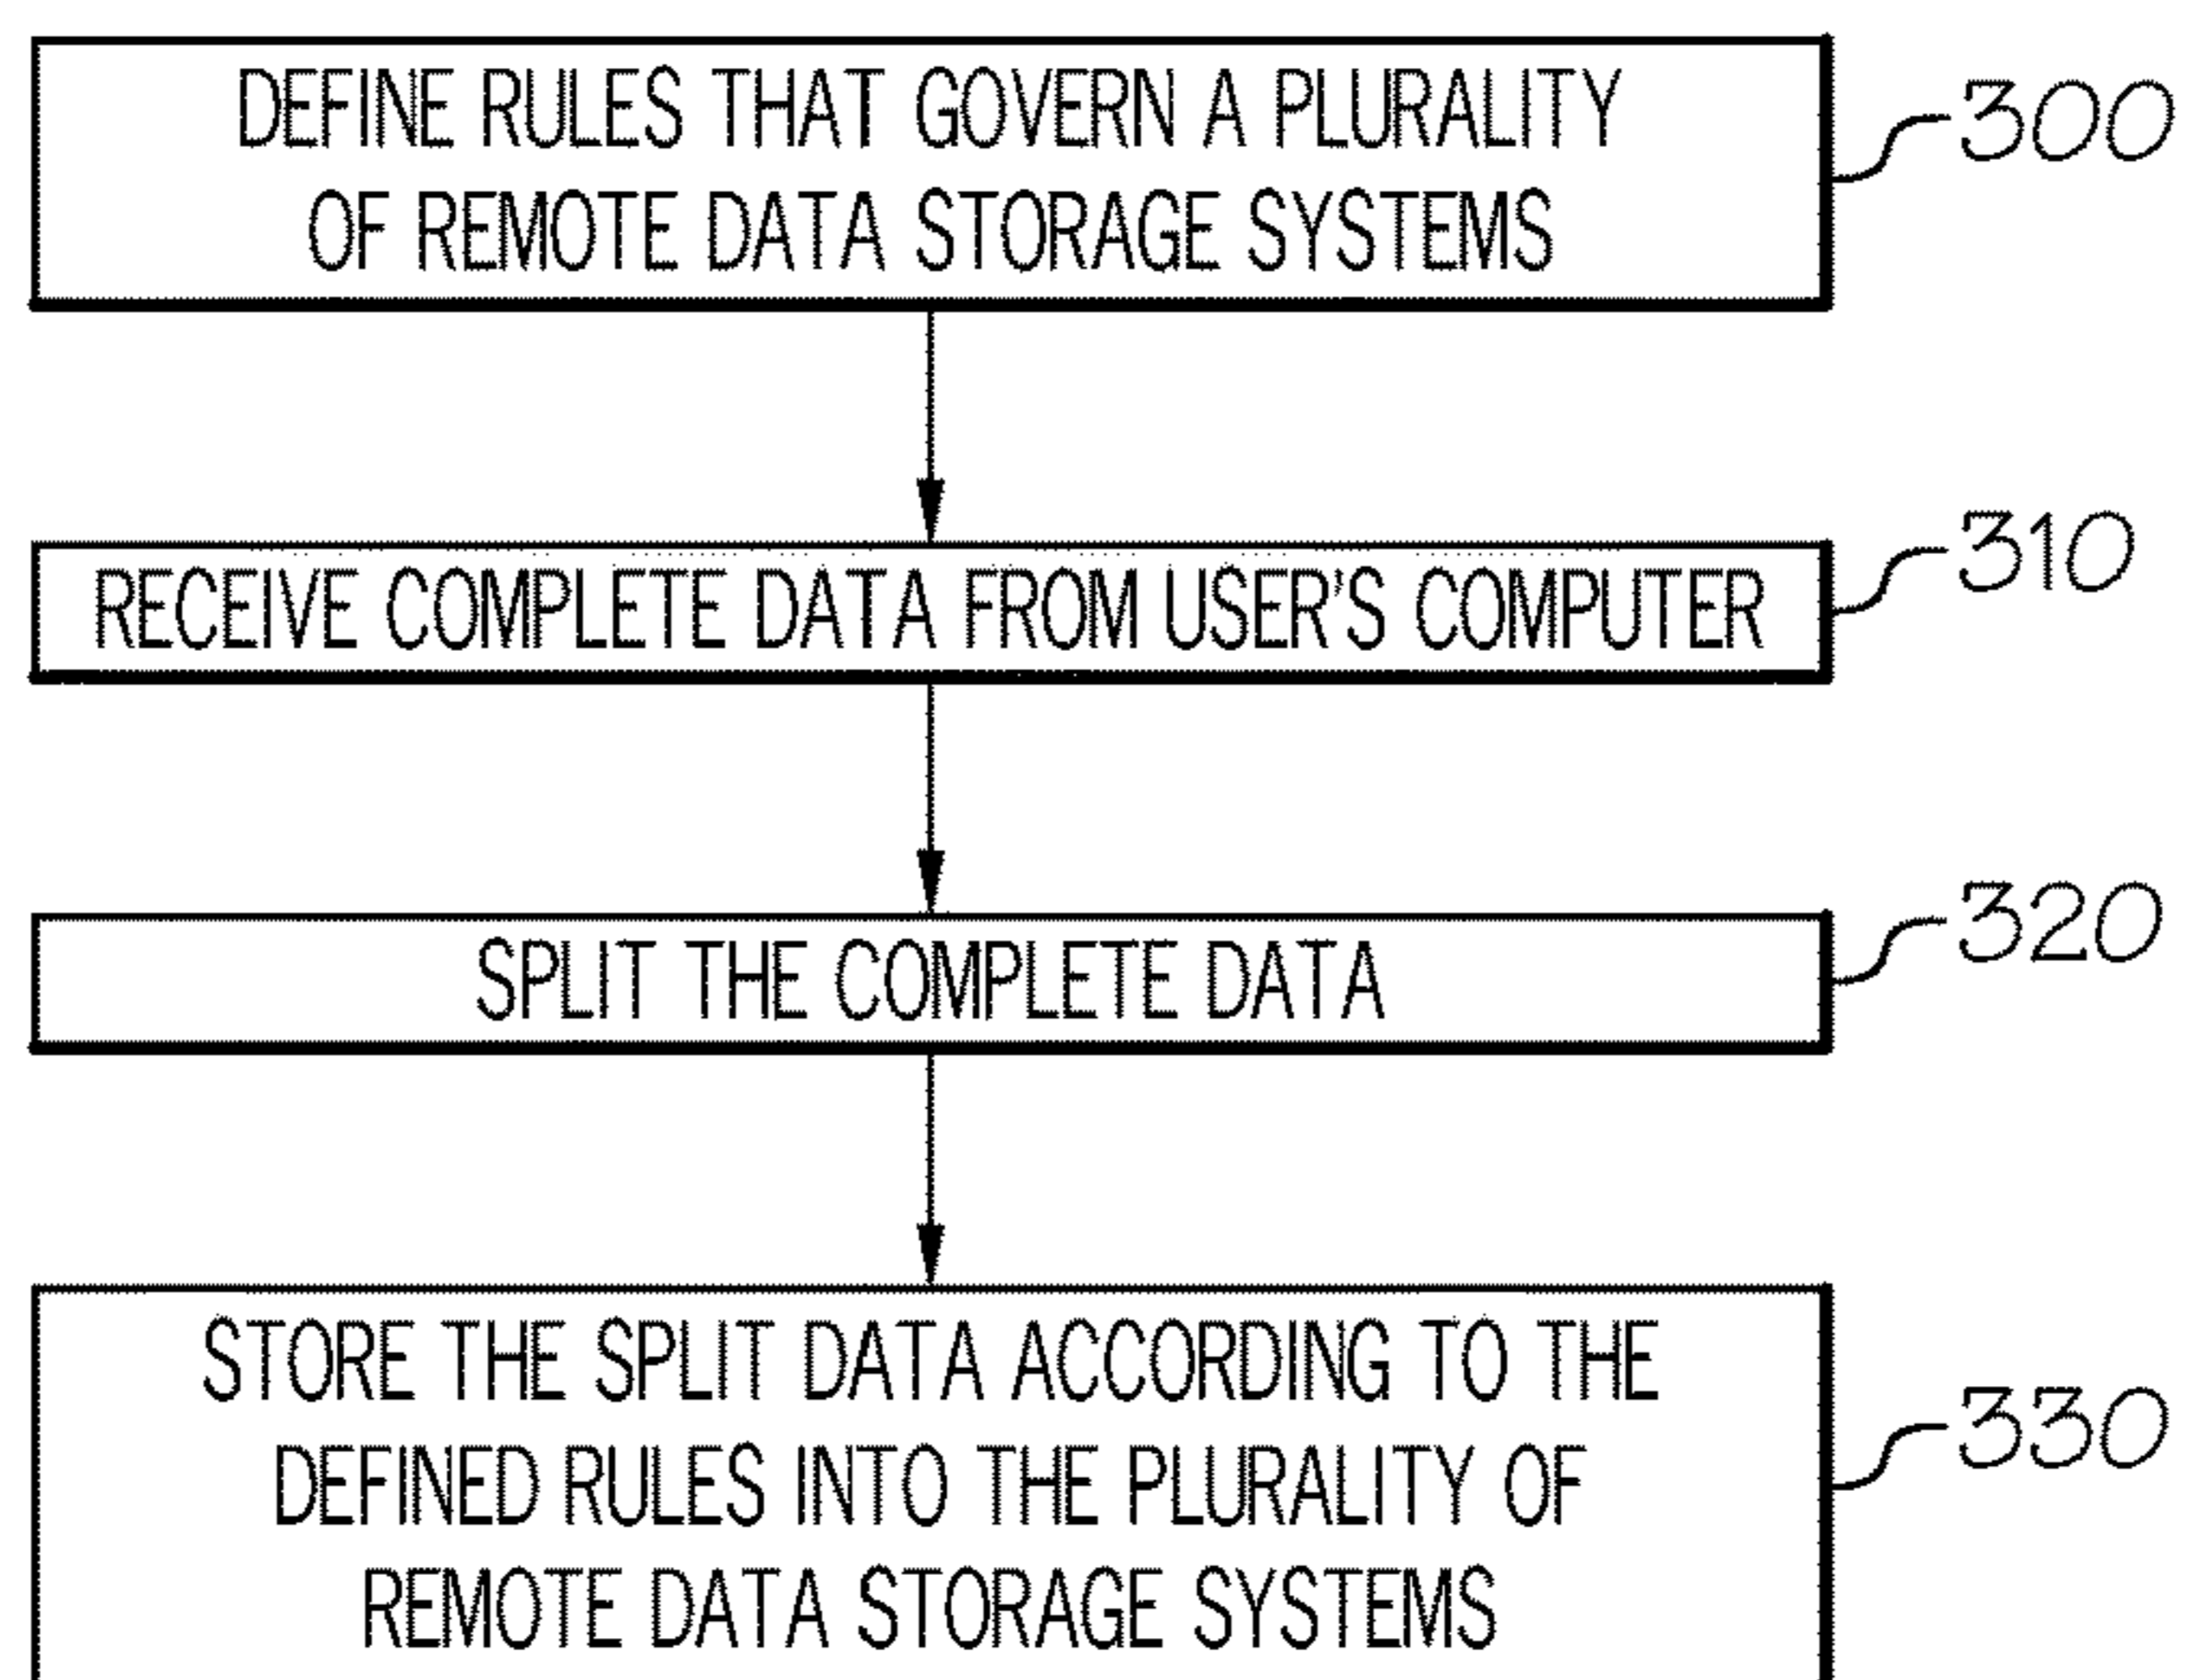 DEFINE RULES THAT GOVERN A PLURALITY
OF REMOTE DATA STORAGE SYSTEMS
300
RECEIVE COMPLETE DATA FROM USER'S COMPUTER
310
SPLIT THE COMPLETE DATA
320
STORE THE SPLIT DATA ACCORDING TO THE
DEFINED RULES INTO THE PLURALITY OF
REMOTE DATA STORAGE SYSTEMS
330